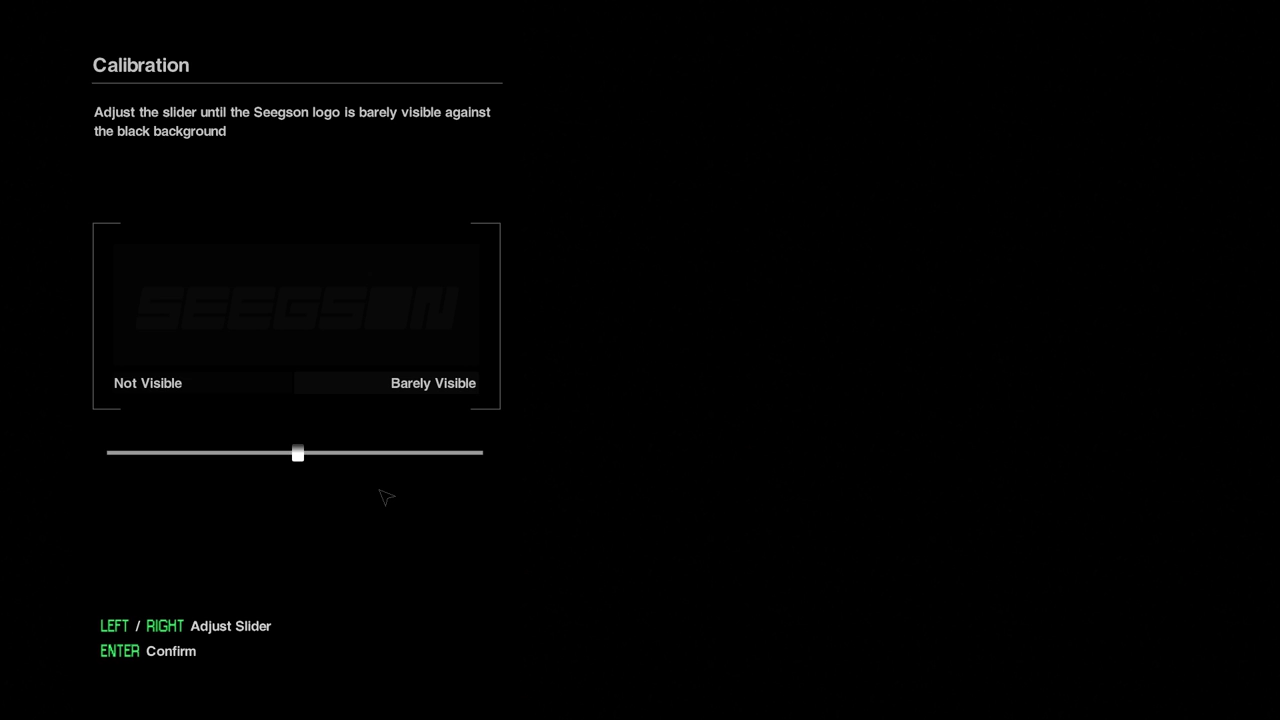 Calibration
Adjust the slider until the Seegson logo is barely visible against
the black background
SEEGSON
Not Visible
Barely Visible
LEFT / RIGHT Adjust Slider
ENTER Confirm